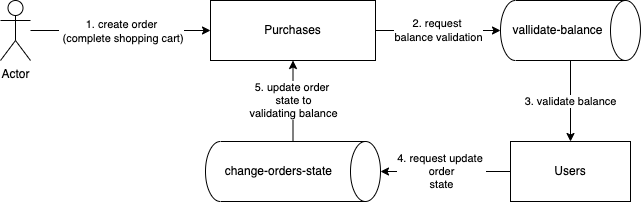 1. create order
(complete shopping cart)
Purchases
2. request
balance validation
vallidate-balance
Actor
5. update order
state to
validating balance
3. validate balance
change-orders-state
4. request update
order
state
Users